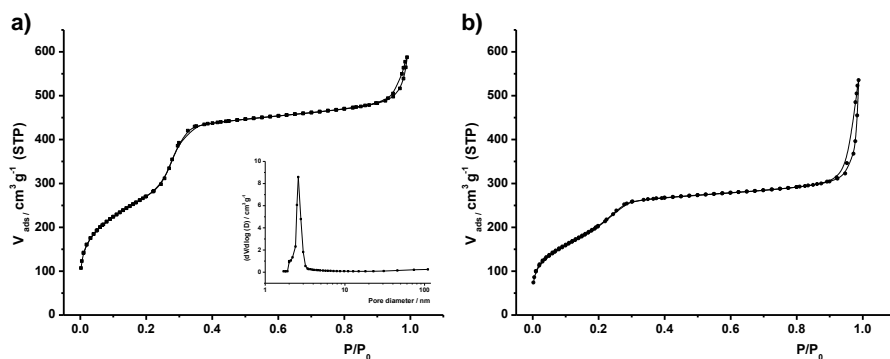 a)
600
500
400
300
200
100
0
V ads / cm³ g⁻¹ (STP)
0.0 0.2 0.4 0.6 0.8 1.0
P/P₀
10
8
6
4
2
0
(dV/dlog (D) / cm³ g⁻¹
1 10 100
Pore diameter / nm
b)
600
500
400
300
200
100
0
V ads / cm³ g⁻¹ (STP)
0.0 0.2 0.4 0.6 0.8 1.0
P/P₀